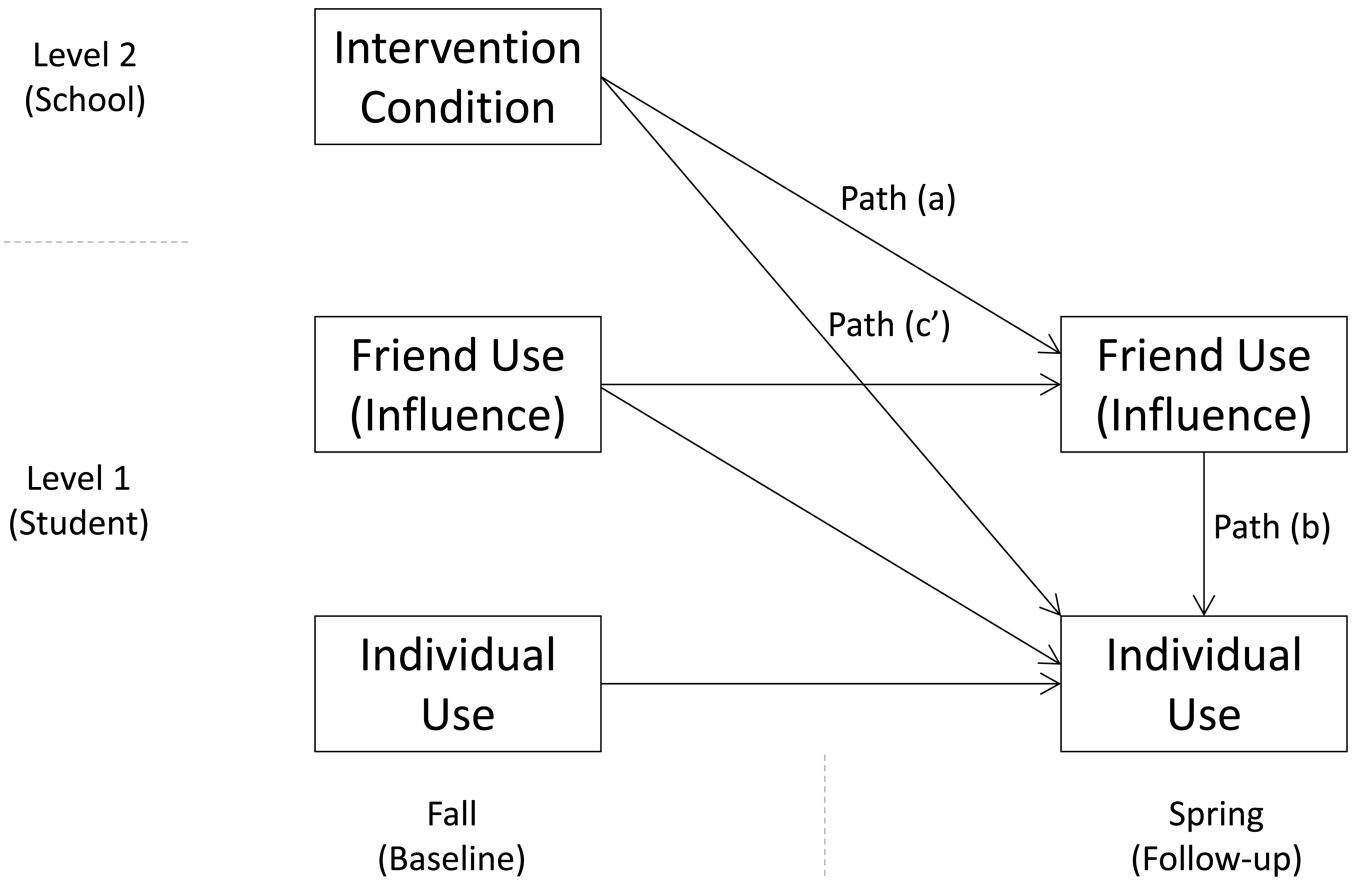 Level 2
(School)
Intervention
Condition
Path (a)
Path (c’)
Friend Use
(Influence)
Friend Use
(Influence)
Level 1
(Student)
Path (b)
Individual
Use
Individual
Use
Fall
(Baseline)
Spring
(Follow-up)